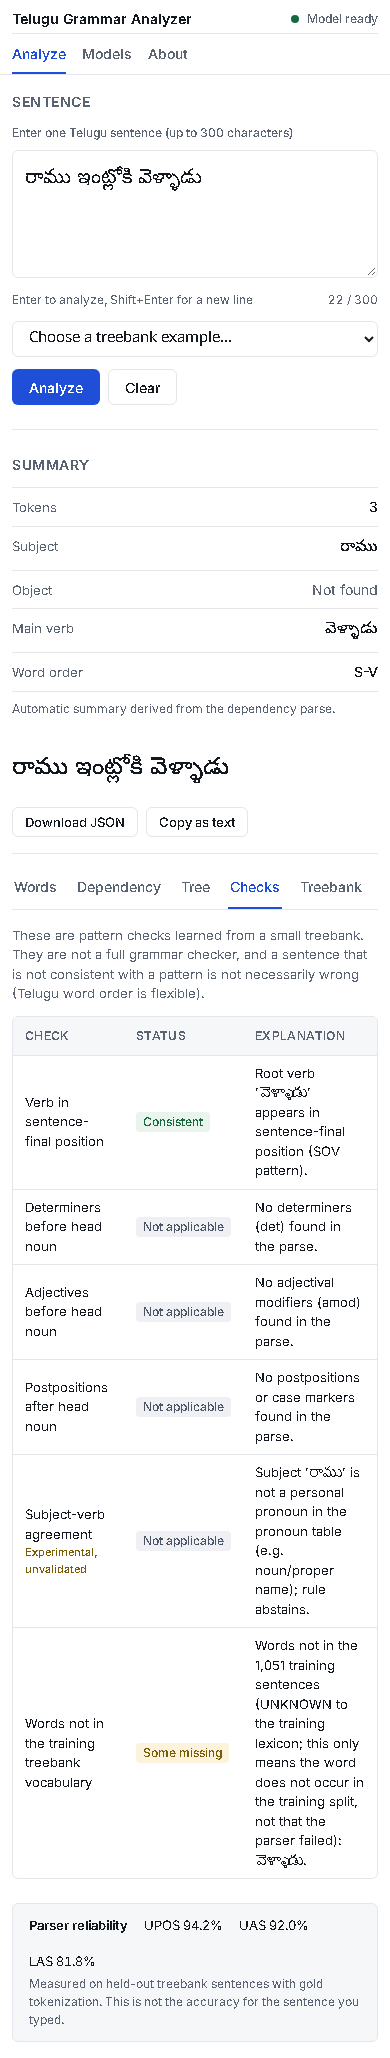 Telugu Grammar Analyzer
Model ready
Analyze Models About
SENTENCE
Enter one Telugu sentence (up to 300 characters)
రాము ఇంట్లోకి వెళ్ళాడు
Enter to analyze, Shift+Enter for a new line
22 / 300
Choose a treebank example...
Analyze Clear
SUMMARY
Tokens 3
Subject రాము
Object Not found
Main verb వెళ్ళాడు
Word order S-V
Automatic summary derived from the dependency parse.
రాము ఇంట్లోకి వెళ్ళాడు
Download JSON Copy as text
Words Dependency Tree Checks Treebank
These are pattern checks learned from a small treebank.
They are not a full grammar checker, and a sentence that
is not consistent with a pattern is not necessarily wrong
(Telugu word order is flexible).
CHECK STATUS EXPLANATION
Verb in
sentence-
final position
Consistent
Root verb
'వెళ్ళాడు'
appears in
sentence-final
position (SOV
pattern).
Determiners
before head
noun
Not applicable
No determiners
(det) found in
the parse.
Adjectives
before head
noun
Not applicable
No adjectival
modifiers (amod)
found in the
parse.
Postpositions
after head
noun
Not applicable
No postpositions
or case markers
found in the
parse.
Subject-verb
agreement
Experimental,
unvalidated
Not applicable
Subject 'రాము' is
not a personal
pronoun in the
pronoun table
(e.g.
noun/proper
name); rule
abstains.
Words not in
the training
treebank
vocabulary
Some missing
Words not in the
1,051 training
sentences
(UNKNOWN to
the training
lexicon; this only
means the word
does not occur in
the training split,
not that the
parser failed):
వెళ్ళాడు.
Parser reliability UPOS 94.2% UAS 92.0%
LAS 81.8%
Measured on held-out treebank sentences with gold
tokenization. This is not the accuracy for the sentence you
typed.